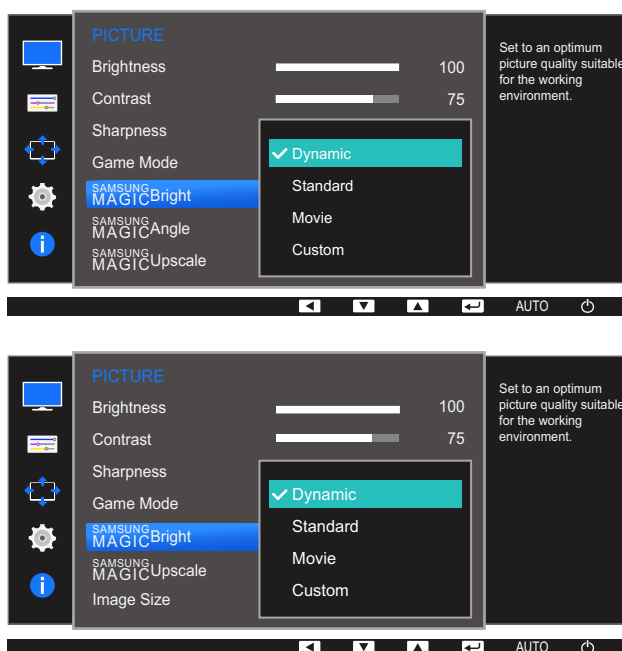 PICTURE
Brightness 100
Contrast 75
Sharpness
Game Mode
SAMSUNG
MAGICBright
SAMSUNG
MAGICAngle
SAMSUNG
MAGICUpscale
Dynamic
Standard
Movie
Custom
Set to an optimum
picture quality suitable
for the working
environment.
AUTO
PICTURE
Brightness 100
Contrast 75
Sharpness
Game Mode
SAMSUNG
MAGICBright
SAMSUNG
MAGICUpscale
Image Size
Dynamic
Standard
Movie
Custom
Set to an optimum
picture quality suitable
for the working
environment.
AUTO